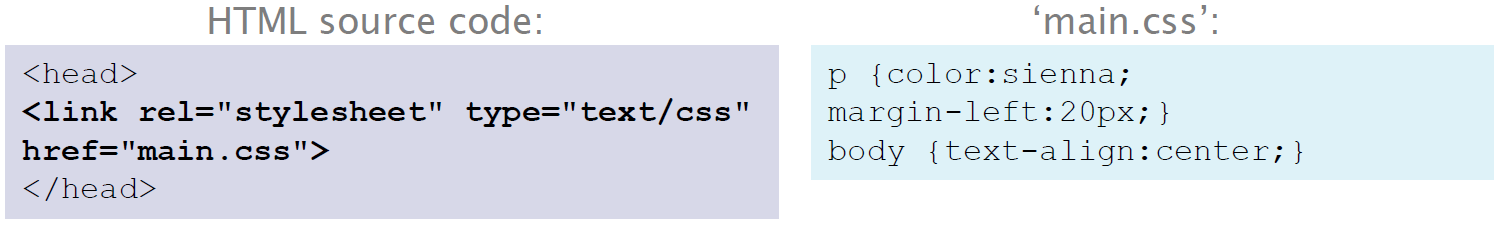 HTML source code:
<head>
<link rel="stylesheet" type="text/css"
href="main.css">
</head>
‘main.css’:
p {color:sienna;
margin-left:20px;}
body {text-align:center;}